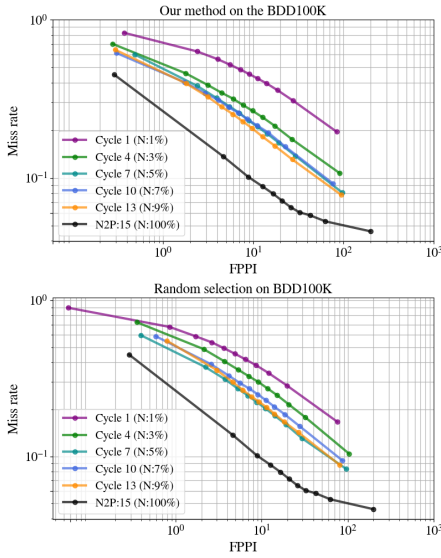 Our method on the BDD100K
10⁰
10⁻¹
Miss rate
Cycle 1 (N:1%)
Cycle 4 (N:3%)
Cycle 7 (N:5%)
Cycle 10 (N:7%)
Cycle 13 (N:9%)
N2P:15 (N:100%)
10⁰ 10¹ 10² 10³
FPPI
Random selection on BDD100K
10⁰
10⁻¹
Miss rate
Cycle 1 (N:1%)
Cycle 4 (N:3%)
Cycle 7 (N:5%)
Cycle 10 (N:7%)
Cycle 13 (N:9%)
N2P:15 (N:100%)
10⁰ 10¹ 10² 10³
FPPI